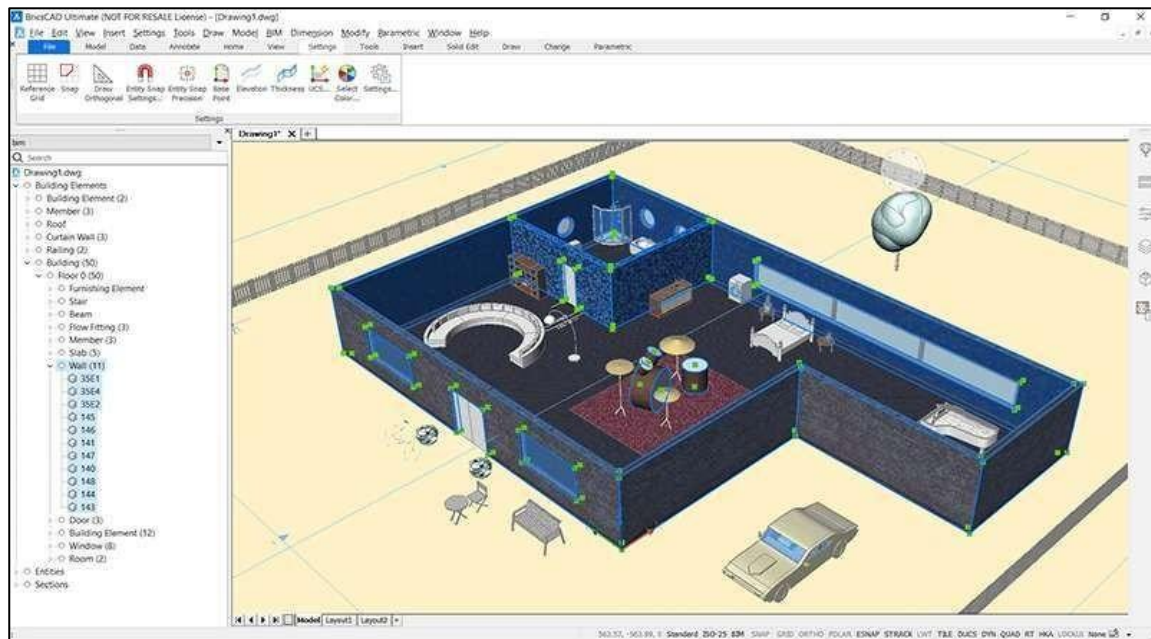 BricsCAD Ultimate (NOT FOR RESALE License) - [Drawing1.dwg]
File Edit View Insert Settings Tools Draw Model BIM Dimension Modify Parametric Window Help
File Model Data Annotate Home View Settings Tools Insert Solid Edit Draw Change Parametric
Reference Grid
Snap
Draw Orthogonal
Entity Snap Settings...
Entity Snap Precision
Base Point
Elevation
Thickness
UCS...
Select Color...
Settings...
Settings
Drawing1*
bim
Search
Drawing1.dwg
Building Elements
Building Element (2)
Member (3)
Roof
Curtain Wall (3)
Railing (2)
Building (50)
Floor 0 (50)
Furnishing Element
Stair
Beam
Flow Fitting (3)
Member (3)
Slab (5)
Wall (11)
35E1
35E4
35E2
145
146
141
147
140
148
144
143
Door (3)
Building Element (12)
Window (8)
Room (2)
Entities
Sections
Model Layout1 Layout2
Standard ISO-25 BIM SNAP GRID ORTHO POLAR ESNAP STRACK LWT TILE DUCS DYN QUAD RT HKA LOCKUI None